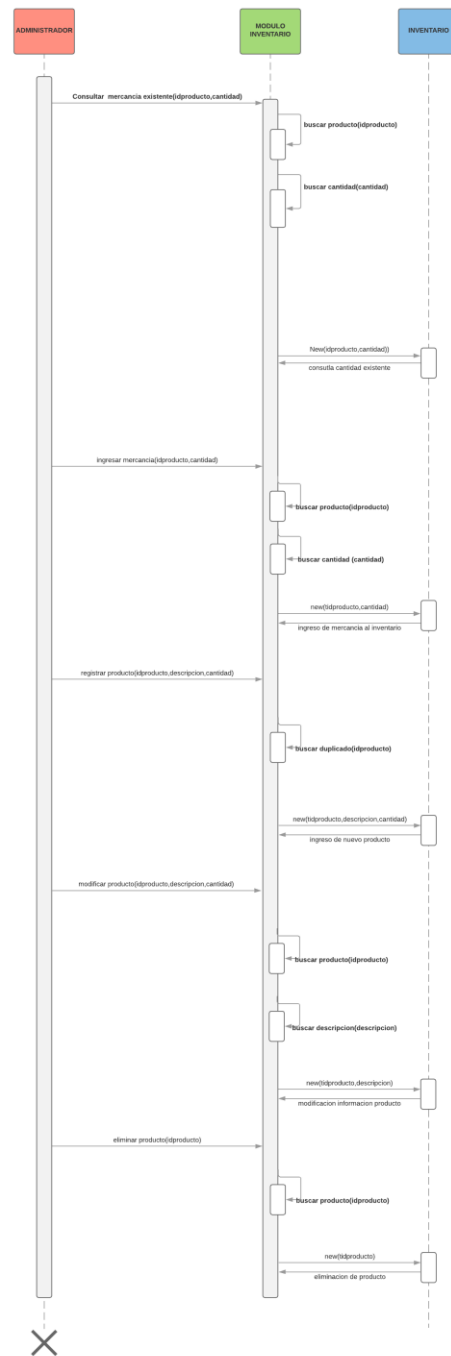 ADMINISTRADOR
MODULO
INVENTARIO
INVENTARIO
Consultar mercancia existente(idproducto,cantidad)
buscar producto(idproducto)
buscar cantidad(cantidad)
New(idproducto,cantidad))
consutla cantidad existente
ingresar mercancia(idproducto,cantidad)
buscar producto(idproducto)
buscar cantidad (cantidad)
new(tidproducto,cantidad)
ingreso de mercancia al inventario
registrar producto(idproducto,descripcion,cantidad)
buscar duplicado(idproducto)
new(tidproducto,descripcion,cantidad)
ingreso de nuevo producto
modificar producto(idproducto,descripcion,cantidad)
buscar producto(idproducto)
buscar descripcion(descripcion)
new(tidproducto,descripcion)
modificacion informacion producto
eliminar producto(idproducto)
buscar producto(idproducto)
new(tidproducto)
eliminacion de producto